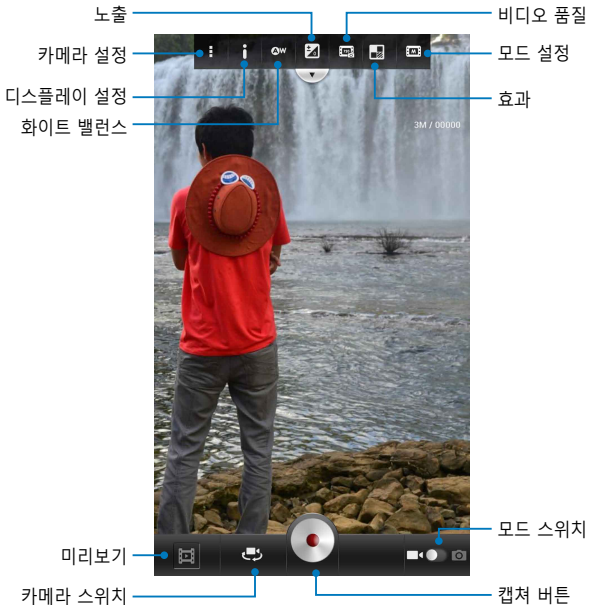 노출
비디오 품질
카메라 설정
모드 설정
디스플레이 설정
효과
화이트 밸런스
3M / 00000
모드 스위치
미리보기
카메라 스위치
캡쳐 버튼